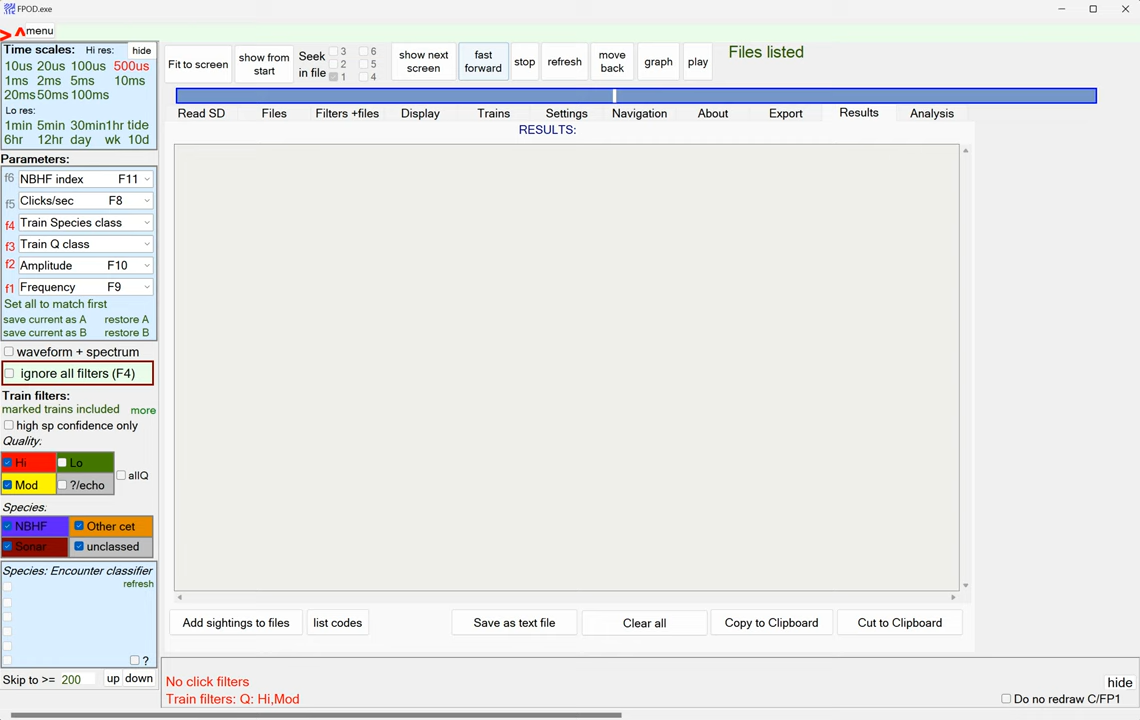 FPOD.exe
> ^ menu
Time scales: Hi res: hide
10us 20us 100us 500us
1ms 2ms 5ms 10ms
20ms 50ms 100ms
Lo res:
1min 5min 30min 1hr tide
6hr 12hr day wk 10d
Fit to screen
show from start
Seek in file
3 6
2 5
1 4
show next screen
fast forward
stop
refresh
move back
graph
play
Files listed
Read SD Files Filters +files Display Trains Settings Navigation About Export Results Analysis
RESULTS:
Parameters:
f6 NBHF index F11
f5 Clicks/sec F8
f4 Train Species class
f3 Train Q class
f2 Amplitude F10
f1 Frequency F9
Set all to match first
save current as A restore A
save current as B restore B
waveform + spectrum
ignore all filters (F4)
Train filters:
marked trains included more
high sp confidence only
Quality:
Hi Lo
allQ
Mod ?/echo
Species:
NBHF Other cet
Sonar unclassed
Species: Encounter classifier
refresh
?
Skip to >= 200 up down
Add sightings to files list codes Save as text file Clear all Copy to Clipboard Cut to Clipboard
No click filters
Train filters: Q: Hi,Mod
hide
Do no redraw C/FP1